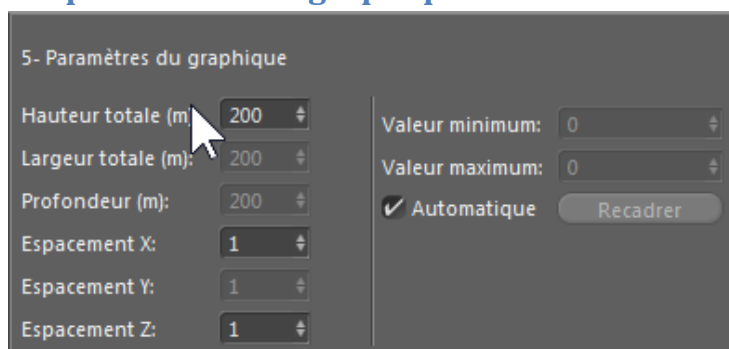 5- Paramètres du graphique
Hauteur totale (m
200
Largeur totale (m):
200
Profondeur (m):
200
Espacement X:
1
Espacement Y:
1
Espacement Z:
1
Valeur minimum:
0
Valeur maximum:
0
Automatique
Recadrer